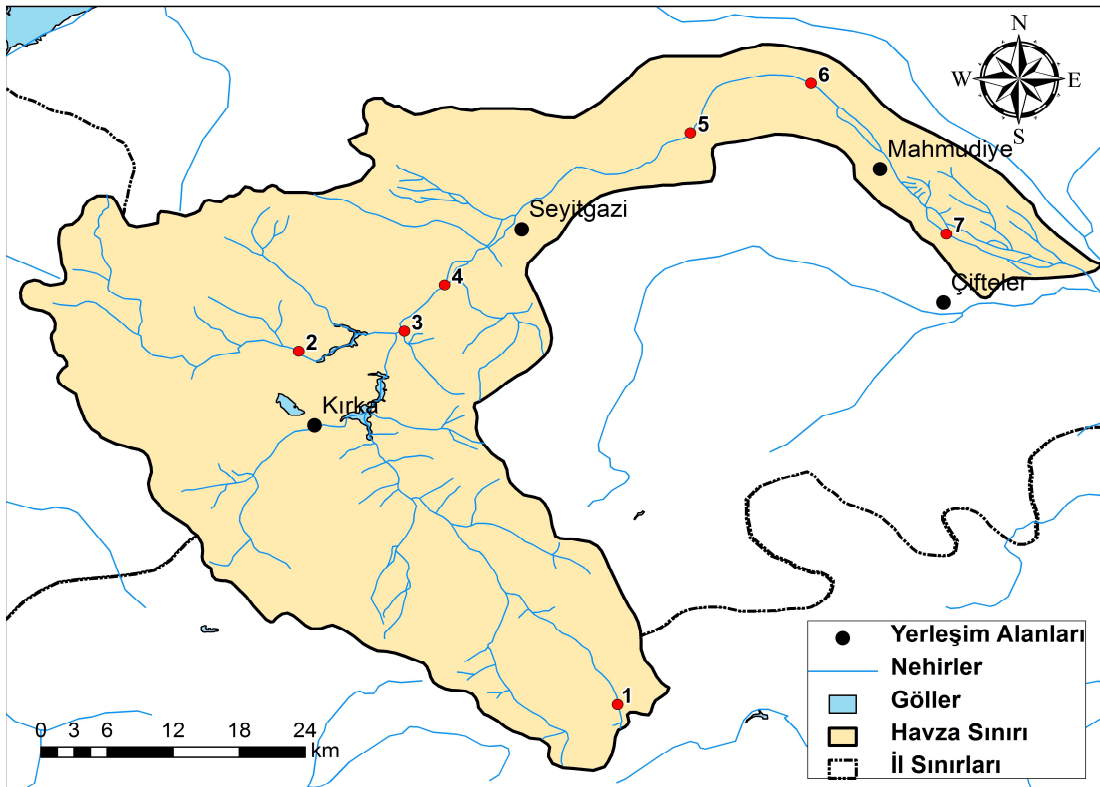 N
W E
S
6
5
Mahmudiye
Seyitgazi
7
4
Çifteler
3
2
Kırka
1
Yerleşim Alanları
Nehirler
Göller
Havza Sınırı
İl Sınırları
0 3 6 12 18 24
km